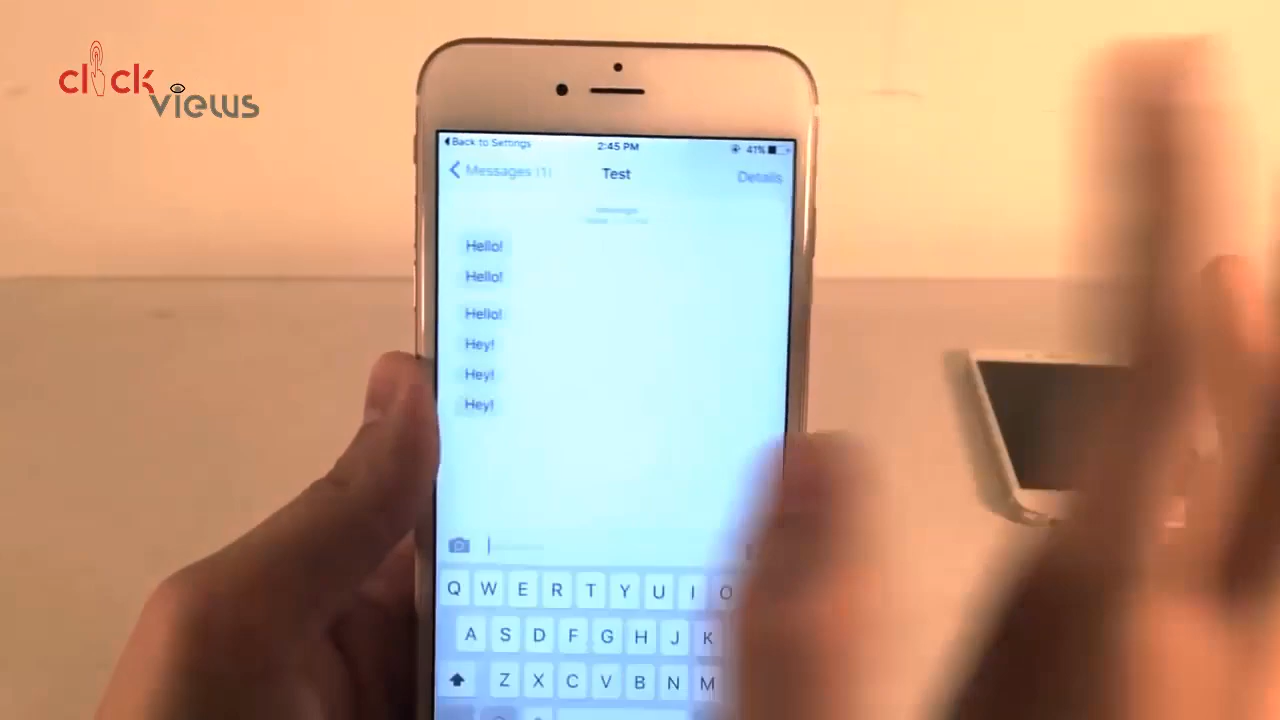 click
views
Back to Settings
2:45 PM
41%
Messages (1)
Test
Details
Hello!
Hello!
Hello!
Hey!
Hey!
Hey!
Q W E R T Y U I O
A S D F G H J K
Z X C V B N M